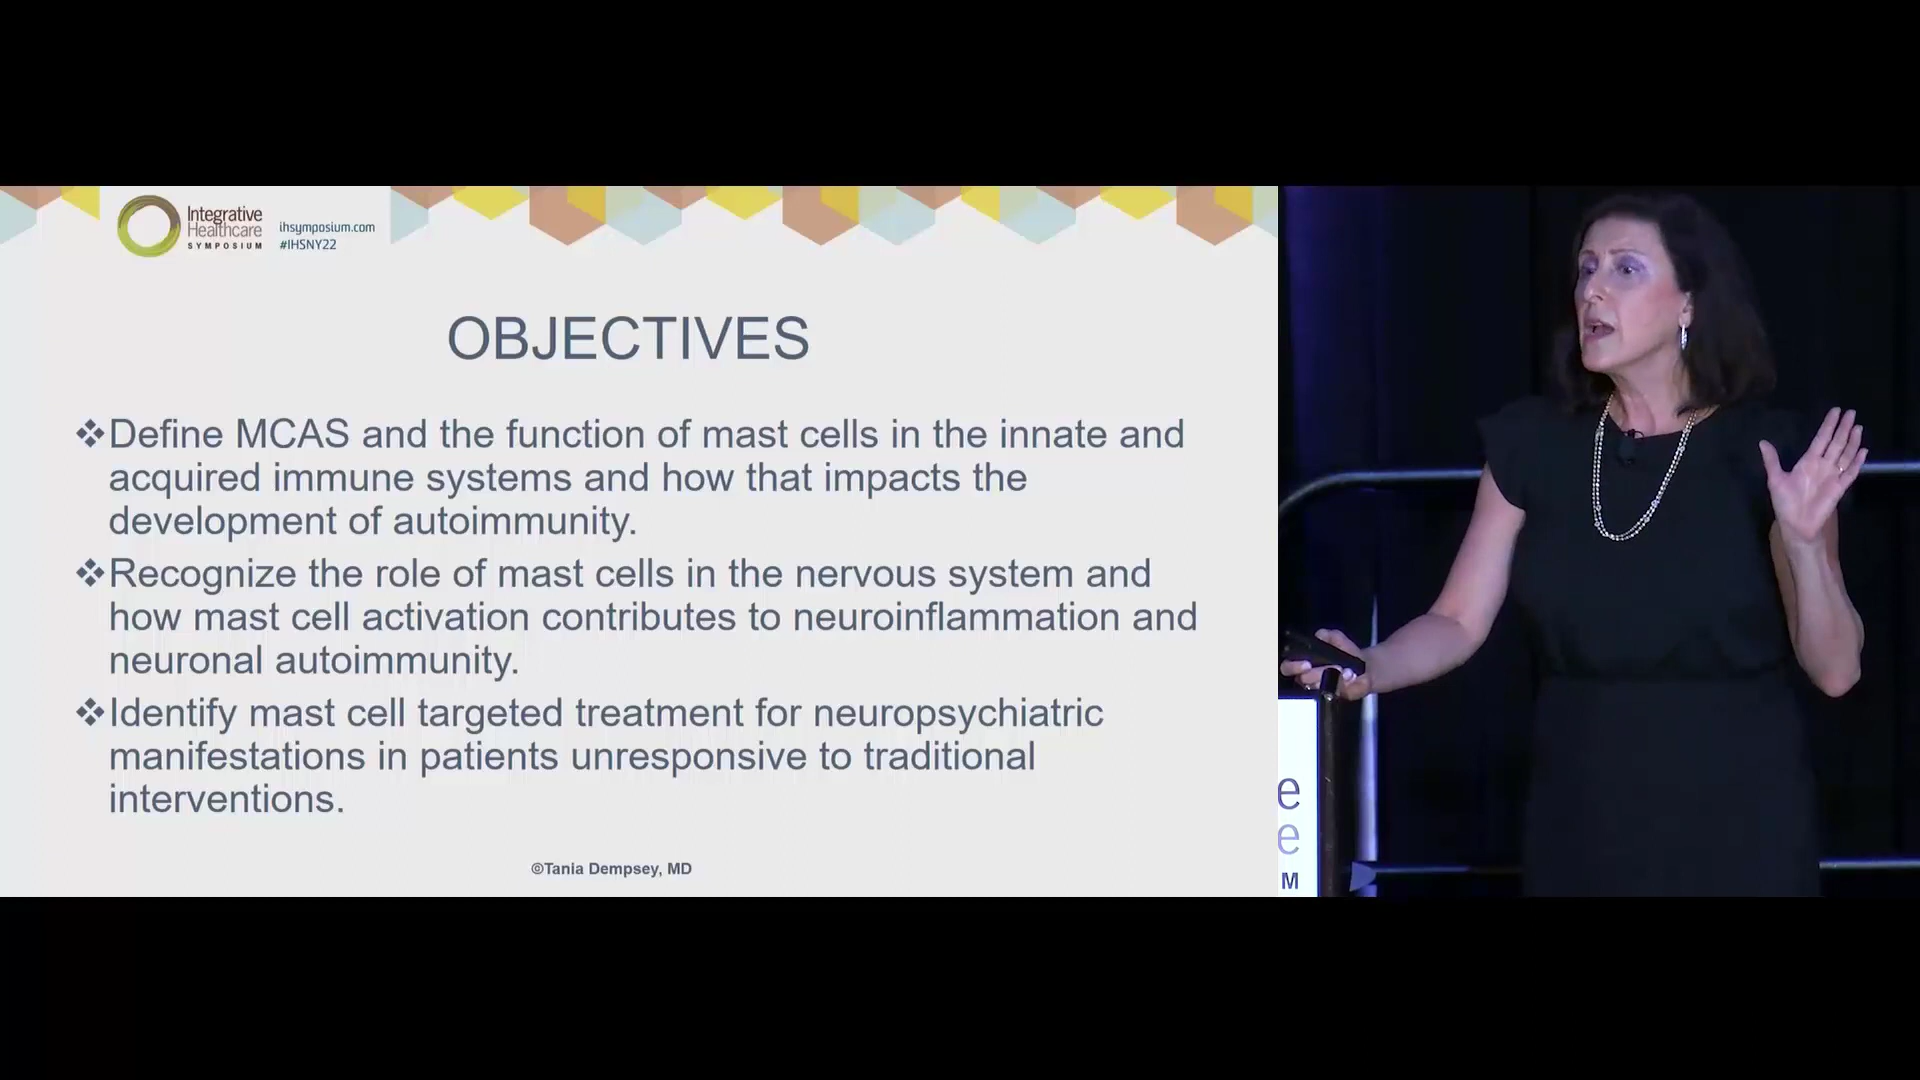 Integrative
Healthcare
SYMPOSIUM
ihsymposium.com
#IHSNY22
OBJECTIVES
❖Define MCAS and the function of mast cells in the innate and
acquired immune systems and how that impacts the
development of autoimmunity.
❖Recognize the role of mast cells in the nervous system and
how mast cell activation contributes to neuroinflammation and
neuronal autoimmunity.
❖Identify mast cell targeted treatment for neuropsychiatric
manifestations in patients unresponsive to traditional
interventions.
©Tania Dempsey, MD
e
e
M